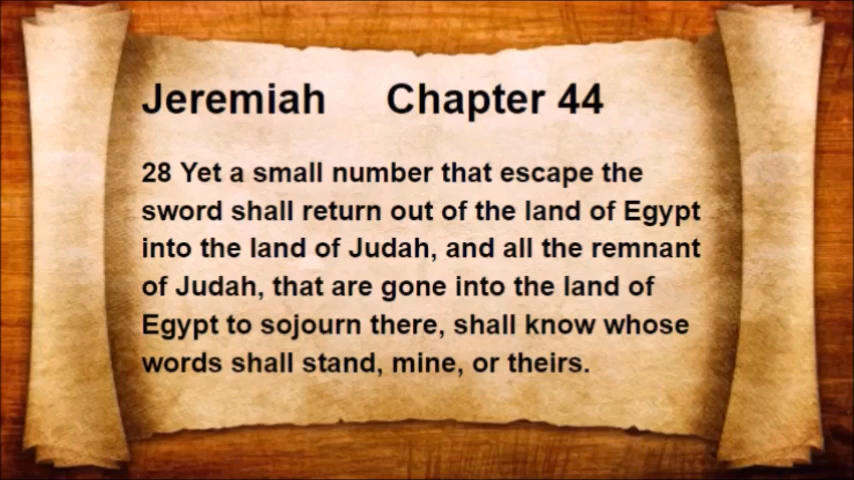 Jeremiah Chapter 44
28 Yet a small number that escape the
sword shall return out of the land of Egypt
into the land of Judah, and all the remnant
of Judah, that are gone into the land of
Egypt to sojourn there, shall know whose
words shall stand, mine, or theirs.